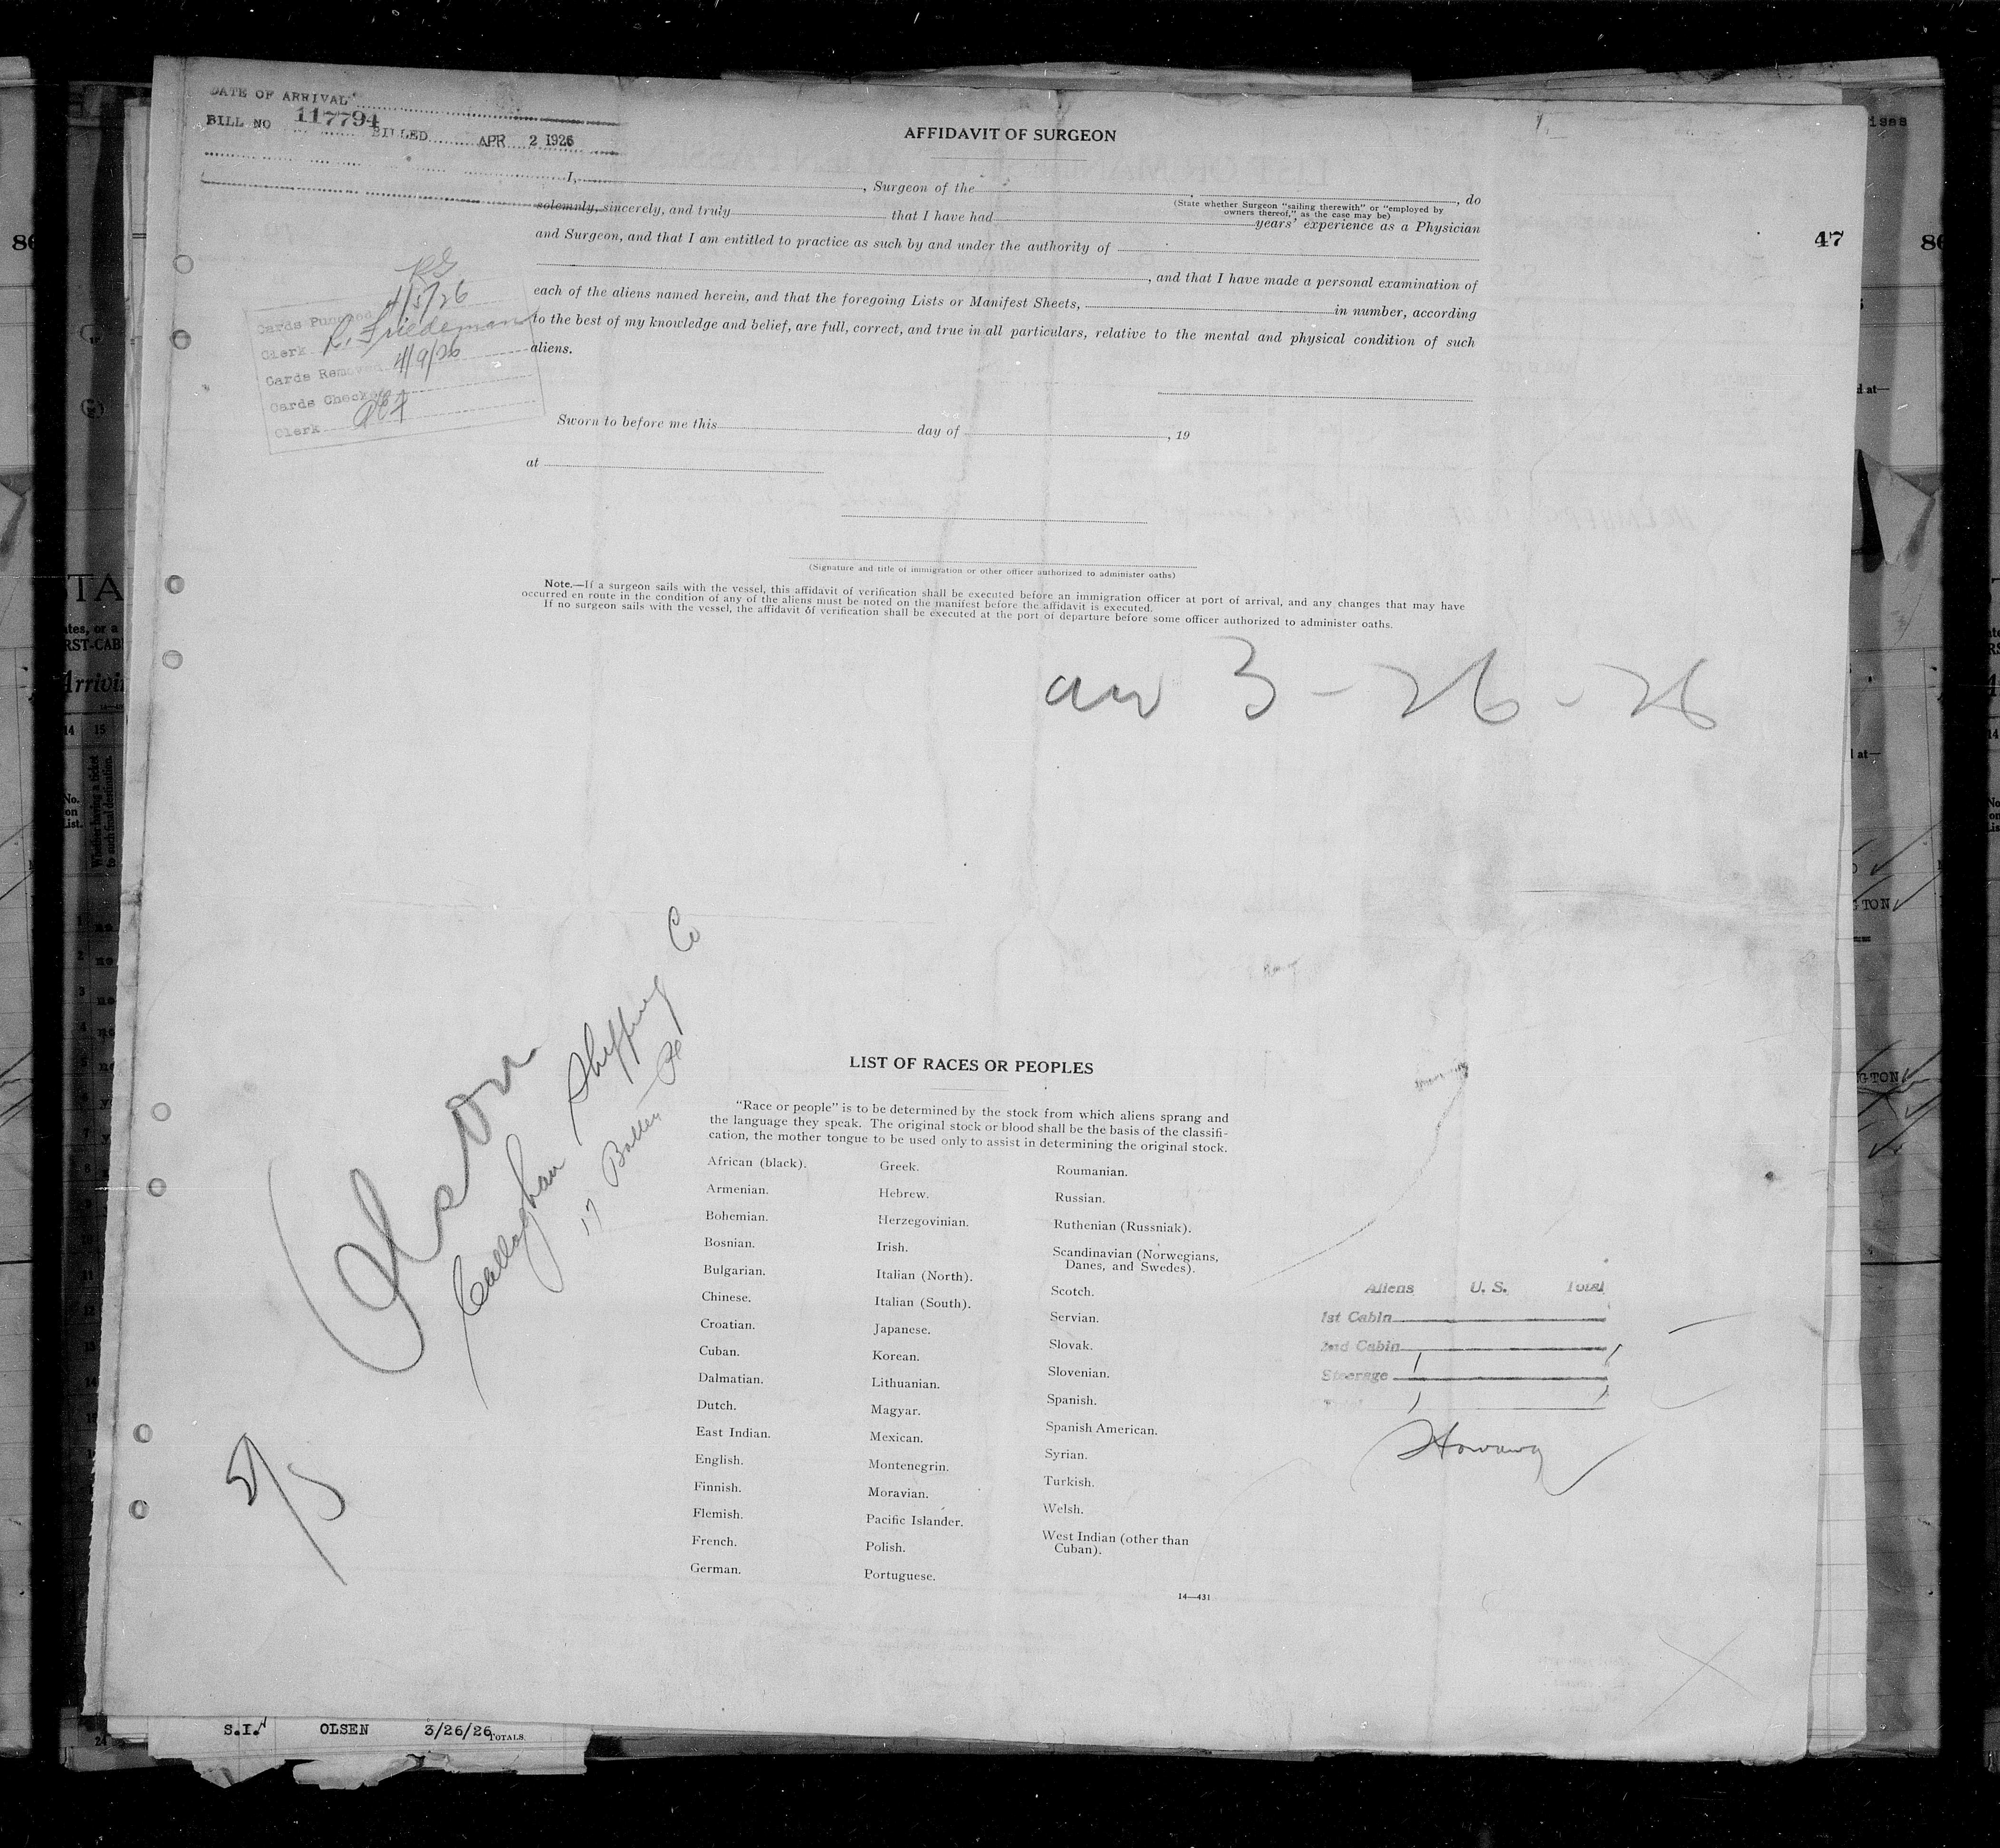 DATE OF ARRIVAL
BILL NO 117794 BILLED APR 2 1926
AFFIDAVIT OF SURGEON
I, , Surgeon of the , do
(State whether Surgeon "sailing therewith" or "employed by
owners thereof," as the case may be)
solemnly, sincerely, and truly that I have had years' experience as a Physician
and Surgeon, and that I am entitled to practice as such by and under the authority of
, and that I have made a personal examination of
each of the aliens named herein, and that the foregoing Lists or Manifest Sheets, in number, according
to the best of my knowledge and belief, are full, correct, and true in all particulars, relative to the mental and physical condition of such
aliens.
47
Cards Punched 4/5/26
Clerk R. Friedeman
Cards Removed 4/9/26
Cards Checked
Clerk
Sworn to before me this day of , 19
at
(Signature and title of immigration or other officer authorized to administer oaths)
Note.—If a surgeon sails with the vessel, this affidavit of verification shall be executed before an immigration officer at port of arrival, and any changes that may have
occurred en route in the condition of any of the aliens must be noted on the manifest before the affidavit is executed.
If no surgeon sails with the vessel, the affidavit of verification shall be executed at the port of departure before some officer authorized to administer oaths.
3-26-26
Olson
Callaghan Shipping Co
17
LIST OF RACES OR PEOPLES
"Race or people" is to be determined by the stock from which aliens sprang and
the language they speak. The original stock or blood shall be the basis of the classifi-
cation, the mother tongue to be used only to assist in determining the original stock.
African (black).
Armenian.
Bohemian.
Bosnian.
Bulgarian.
Chinese.
Croatian.
Cuban.
Dalmatian.
Dutch.
East Indian.
English.
Finnish.
Flemish.
French.
German.
Greek.
Hebrew.
Herzegovinian.
Irish.
Italian (North).
Italian (South).
Japanese.
Korean.
Lithuanian.
Magyar.
Mexican.
Montenegrin.
Moravian.
Pacific Islander.
Polish.
Portuguese.
Roumanian.
Russian.
Ruthenian (Russniak).
Scandinavian (Norwegians,
Danes, and Swedes).
Scotch.
Servian.
Slovak.
Slovenian.
Spanish.
Spanish American.
Syrian.
Turkish.
Welsh.
West Indian (other than
Cuban).
14—431
Aliens U. S. Total
1st Cabin
2nd Cabin
Steerage 1 1
Total 1 1
S.I. OLSEN 3/26/26 TOTALS